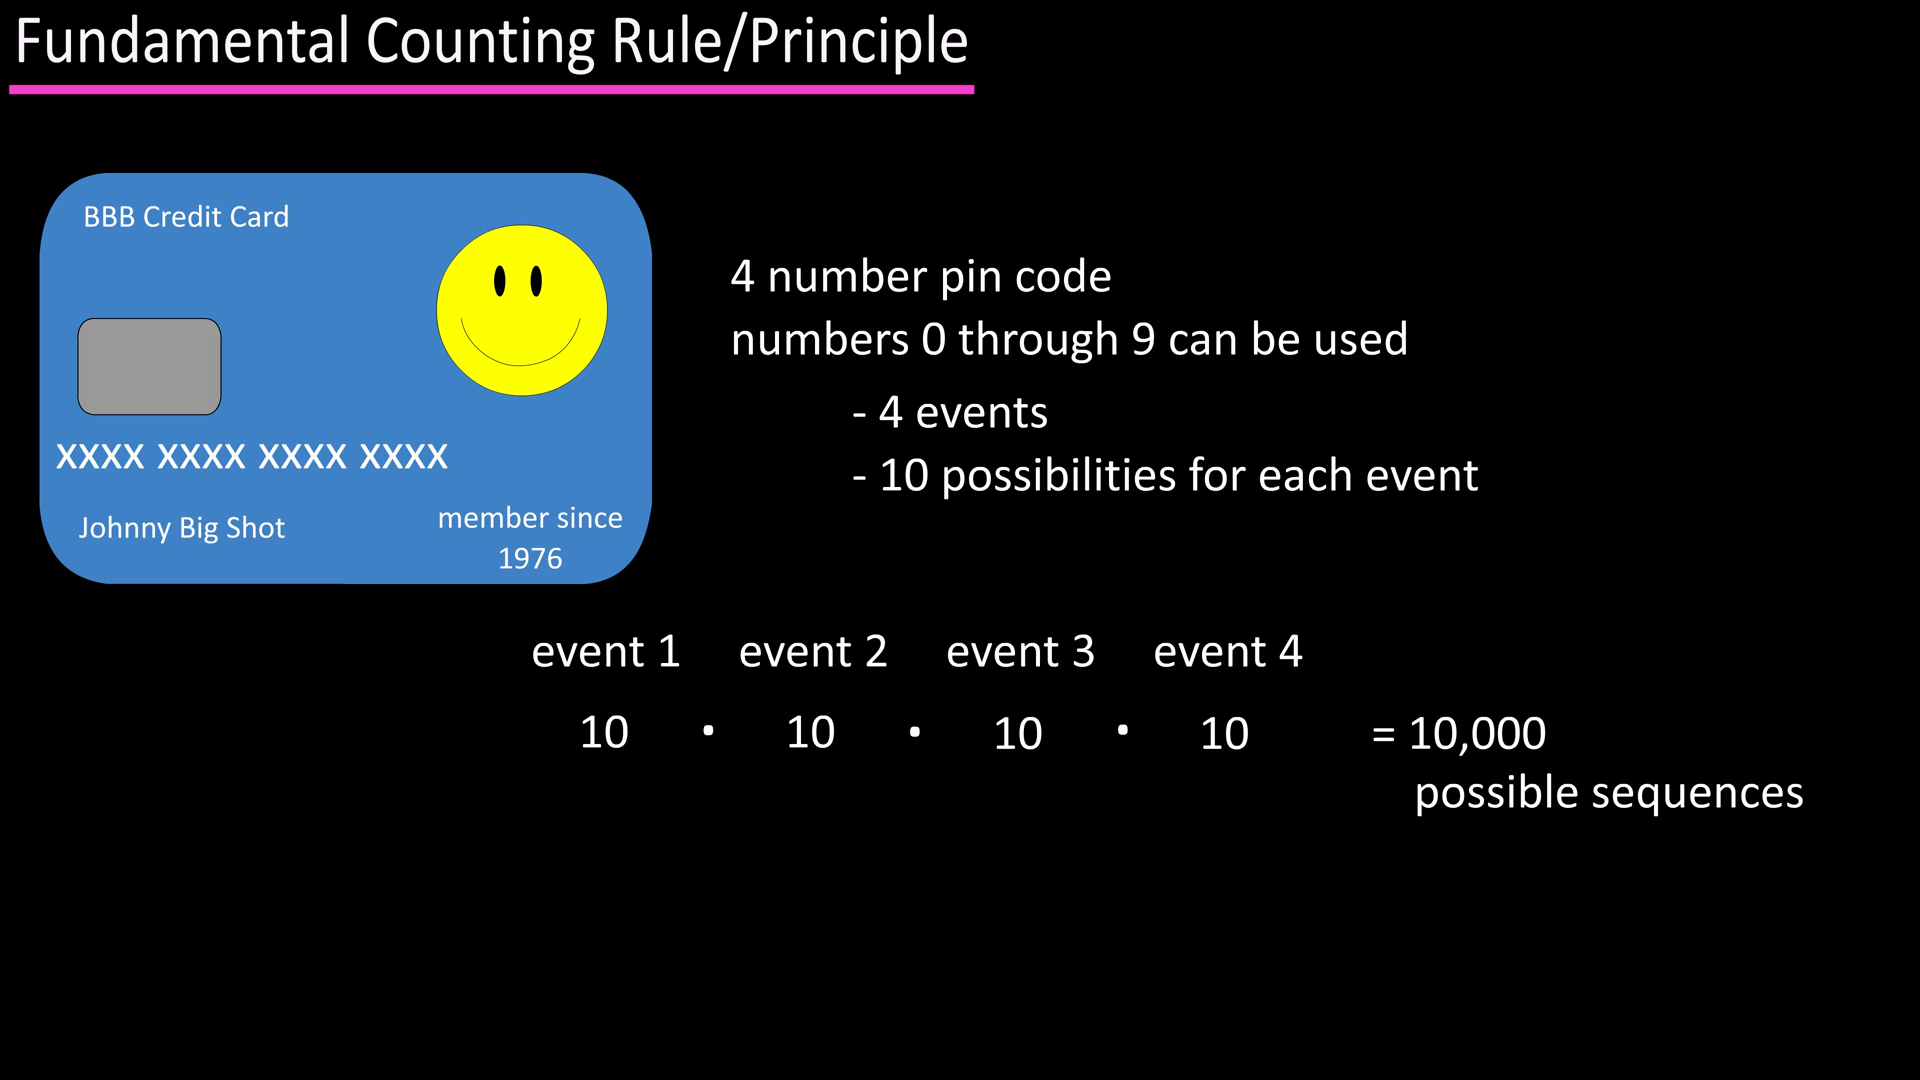 Fundamental Counting Rule/Principle
BBB Credit Card
XXXX XXXX XXXX XXXX
Johnny Big Shot
member since
1976
4 number pin code
numbers 0 through 9 can be used
- 4 events
- 10 possibilities for each event
event 1 event 2 event 3 event 4
10 · 10 · 10 · 10 = 10,000
possible sequences